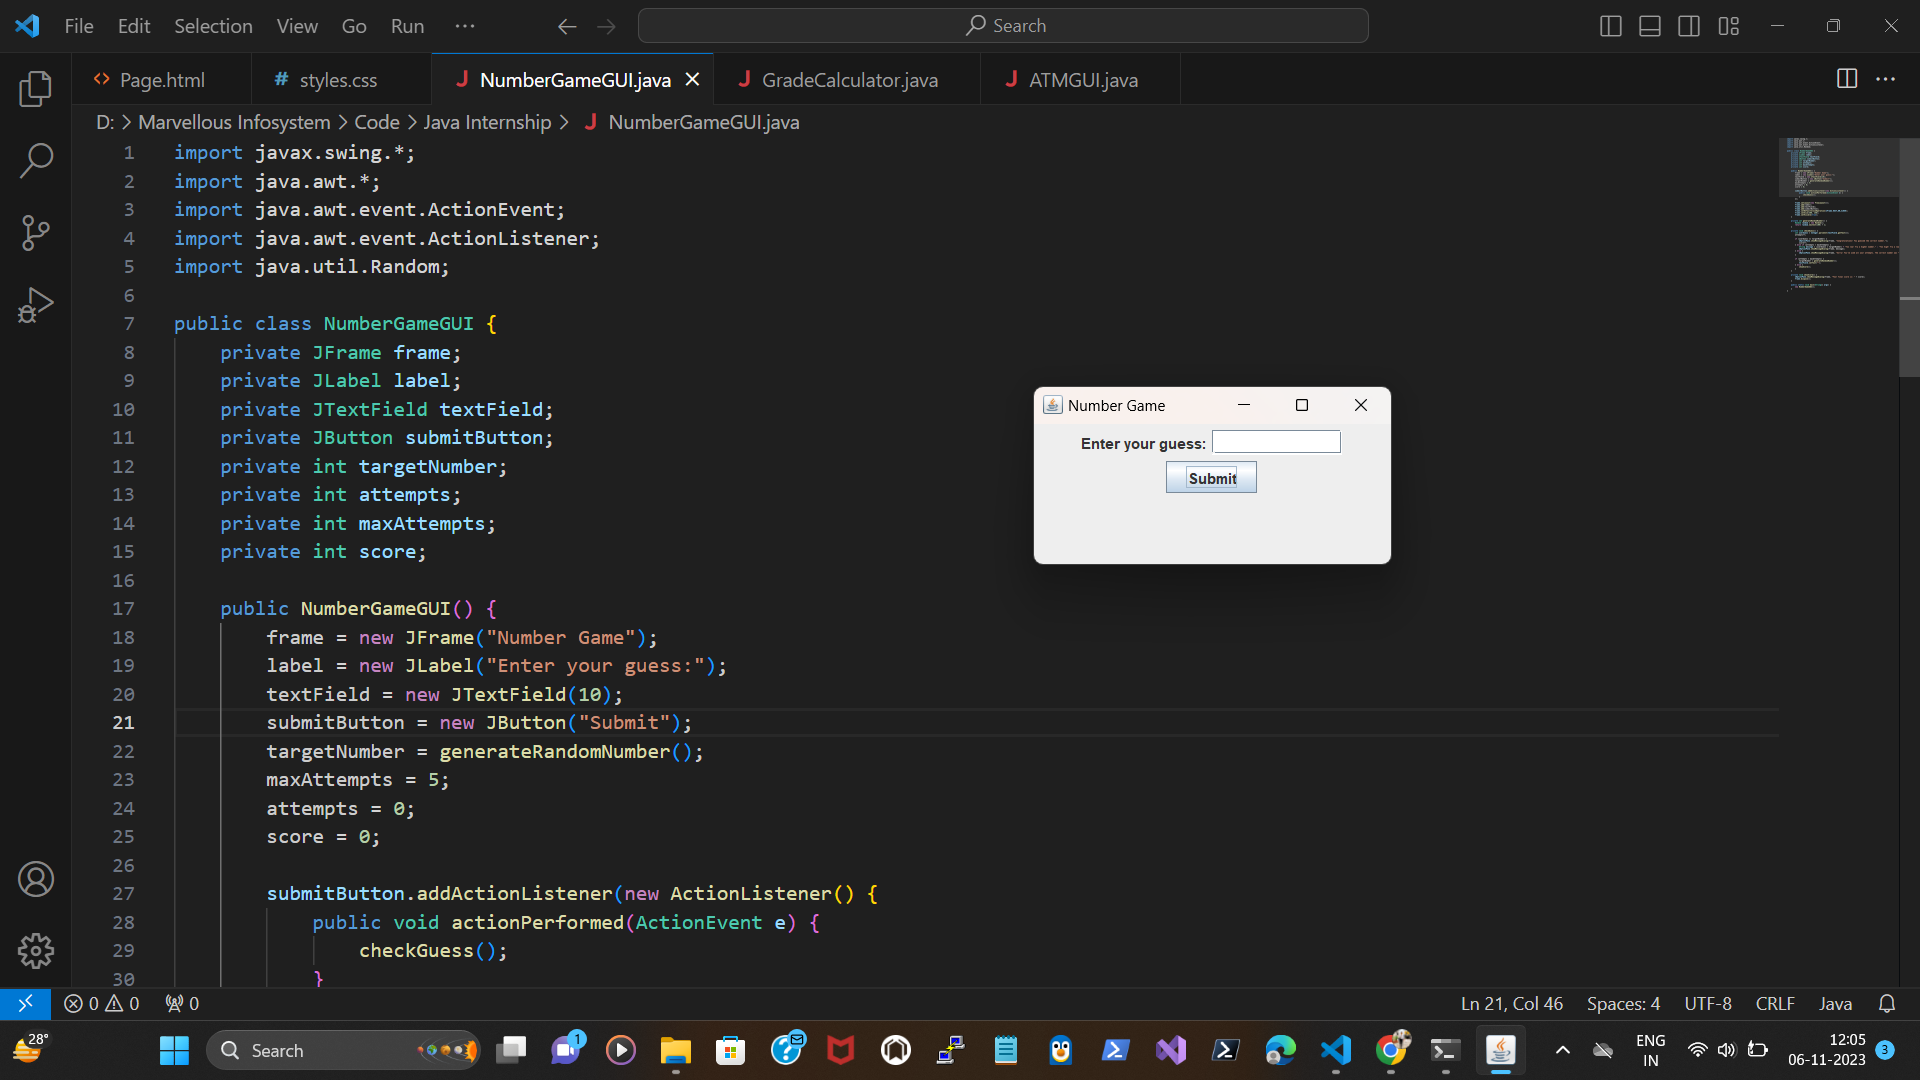 File Edit Selection View Go Run ··· Search
Page.html styles.css NumberGameGUI.java GradeCalculator.java ATMGUI.java
D: > Marvellous Infosystem > Code > Java Internship > NumberGameGUI.java
1 import javax.swing.*;
2 import java.awt.*;
3 import java.awt.event.ActionEvent;
4 import java.awt.event.ActionListener;
5 import java.util.Random;
6
7 public class NumberGameGUI {
8 private JFrame frame;
9 private JLabel label;
10 private JTextField textField;
11 private JButton submitButton;
12 private int targetNumber;
13 private int attempts;
14 private int maxAttempts;
15 private int score;
16
17 public NumberGameGUI() {
18 frame = new JFrame("Number Game");
19 label = new JLabel("Enter your guess:");
20 textField = new JTextField(10);
21 submitButton = new JButton("Submit");
22 targetNumber = generateRandomNumber();
23 maxAttempts = 5;
24 attempts = 0;
25 score = 0;
26
27 submitButton.addActionListener(new ActionListener() {
28 public void actionPerformed(ActionEvent e) {
29 checkGuess();
30 }
Number Game
Enter your guess:
Submit
0 0 0 Ln 21, Col 46 Spaces: 4 UTF-8 CRLF Java
28° Search 1 ENG IN 12:05 06-11-2023 3